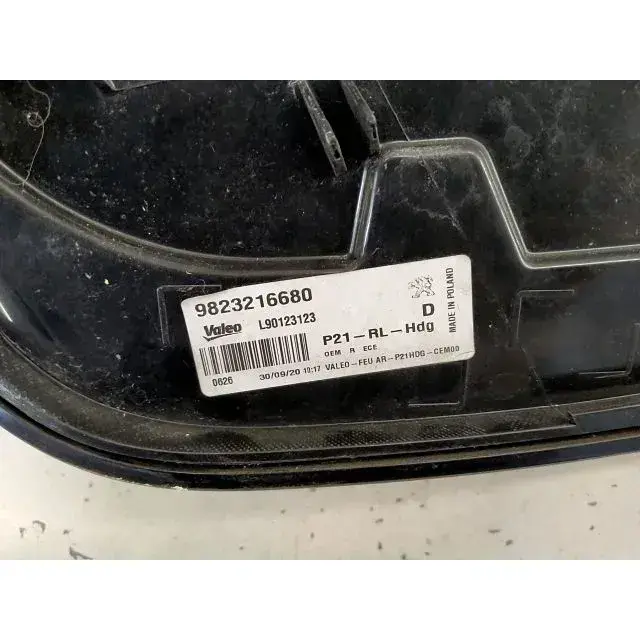 9823216680
Valeo L90123123 D
P21-RL-Hdg
OEM R ECE
0626 30/09/20 10:17 VALEO-FEU AR-P21HDG-CEM00
MADE IN POLAND